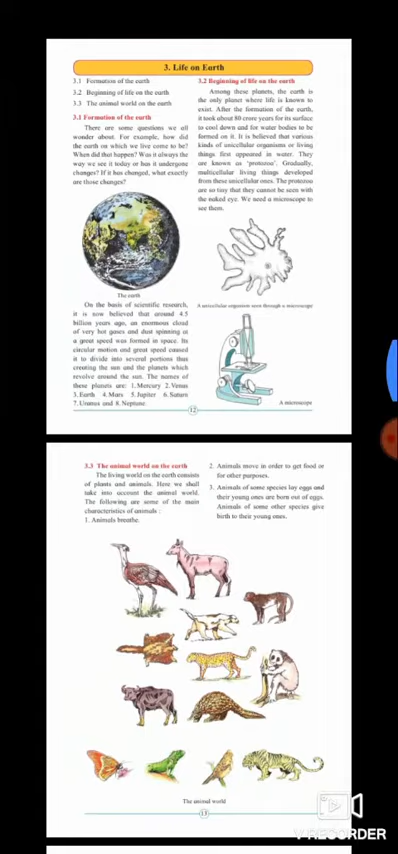 3. Life on Earth
3.1 Formation of the earth
3.2 Beginning of life on the earth
3.3 The animal world on the earth
3.1 Formation of the earth
There are some questions we all
wonder about. For example, how did
the earth on which we live come to be?
When did that happen? Was it always the
way we see it today or has it undergone
changes? If it has changed, what exactly
are those changes?
The earth
On the basis of scientific research,
it is now believed that around 4.5
billion years ago, an enormous cloud
of very hot gases and dust spinning at
a great speed was formed in space. Its
circular motion and great speed caused
it to divide into several portions thus
creating the sun and the planets which
revolve around the sun. The names of
these planets are: 1.Mercury 2.Venus
3.Earth 4.Mars 5.Jupiter 6.Saturn
7.Uranus and 8.Neptune.
3.2 Beginning of life on the earth
Among these planets, the earth is
the only planet where life is known to
exist. After the formation of the earth,
it took about 80 crore years for its surface
to cool down and for water bodies to be
formed on it. It is believed that various
kinds of unicellular organisms or living
things first appeared in water. They
are known as 'protozoa'. Gradually,
multicellular living things developed
from these unicellular ones. The protozoa
are so tiny that they cannot be seen with
the naked eye. We need a microscope to
see them.
A unicellular organism seen through a microscope
A microscope
12
3.3 The animal world on the earth
The living world on the earth consists
of plants and animals. Here we shall
take into account the animal world.
The following are some of the main
characteristics of animals :
1. Animals breathe.
2. Animals move in order to get food or
for other purposes.
3. Animals of some species lay eggs and
their young ones are born out of eggs.
Animals of some other species give
birth to their young ones.
The animal world
13
V RECORDER